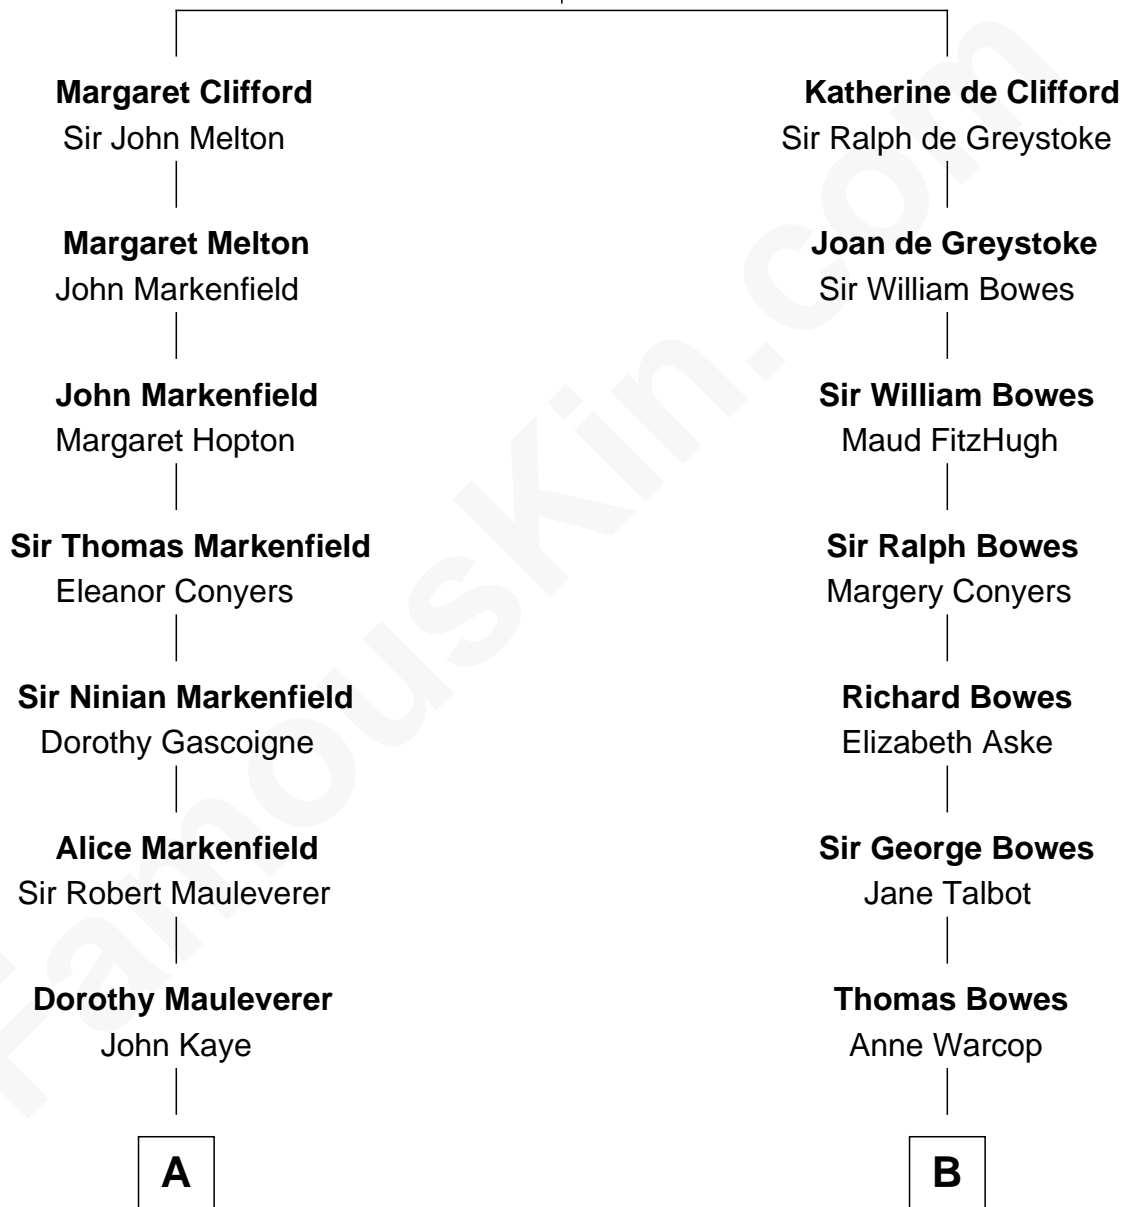 Margaret Clifford
Sir John Melton
Margaret Melton
John Markenfield
John Markenfield
Margaret Hopton
Sir Thomas Markenfield
Eleanor Conyers
Sir Ninian Markenfield
Dorothy Gascoigne
Alice Markenfield
Sir Robert Mauleverer
Dorothy Mauleverer
John Kaye
A
Katherine de Clifford
Sir Ralph de Greystoke
Joan de Greystoke
Sir William Bowes
Sir William Bowes
Maud FitzHugh
Sir Ralph Bowes
Margery Conyers
Richard Bowes
Elizabeth Aske
Sir George Bowes
Jane Talbot
Thomas Bowes
Anne Warcop
B
FamousKin.com